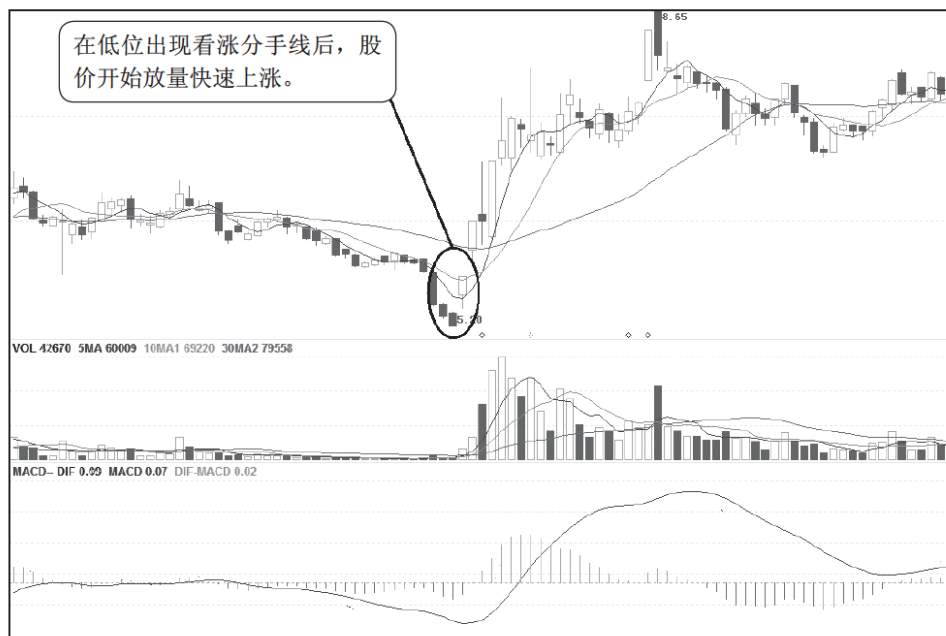 8.65
在低位出现看涨分手线后，股
价开始放量快速上涨。
5.20
VOL 42670 5MA 60009 10MA1 69220 30MA2 79558
MACD-- DIF 0.09 MACD 0.07 DIF-MACD 0.02